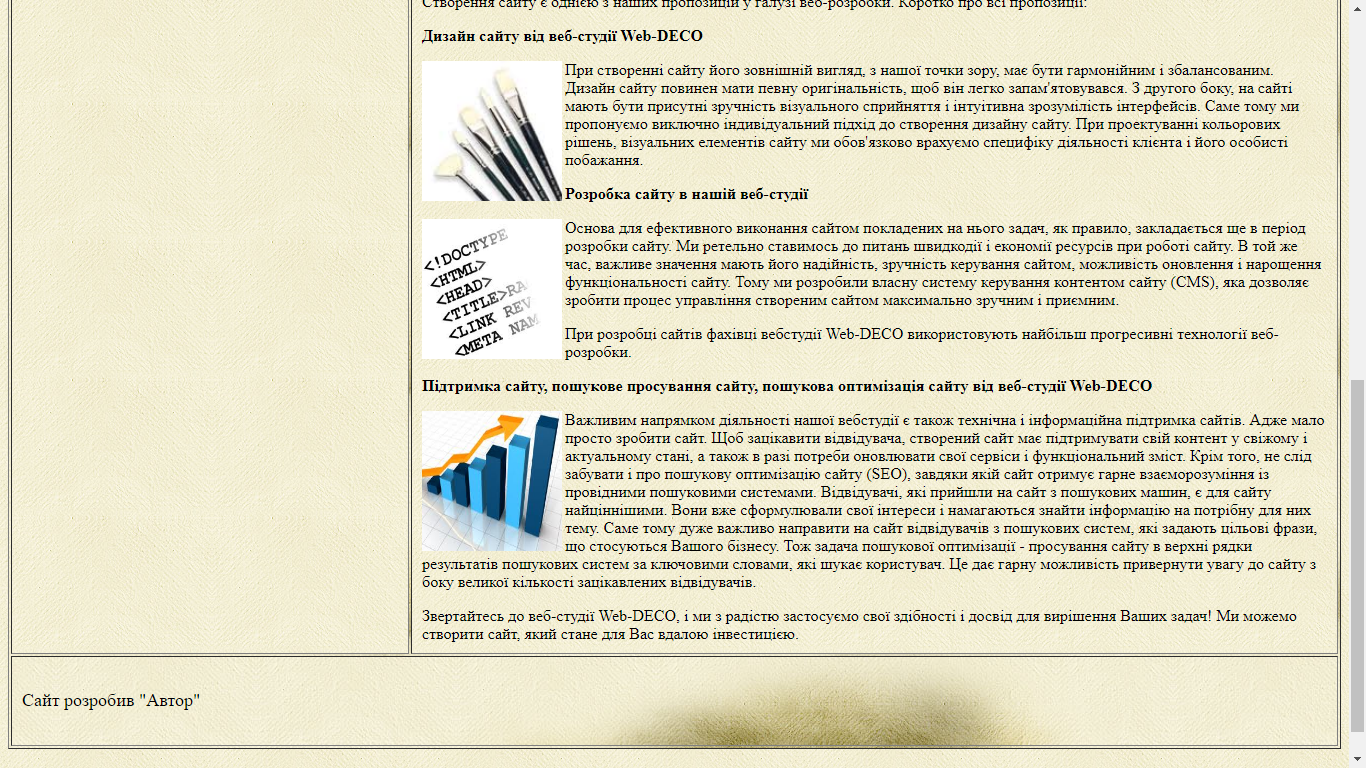 Створення сайту є однією з наших пропозицій у галузі веб-розробки. Коротко про всі пропозиції:
Дизайн сайту від веб-студії Web-DECO
При створенні сайту його зовнішній вигляд, з нашої точки зору, має бути гармонійним і збалансованим.
Дизайн сайту повинен мати певну оригінальність, щоб він легко запам'ятовувався. З другого боку, на сайті
мають бути присутні зручність візуального сприйняття і інтуітивна зрозумілість інтерфейсів. Саме тому ми
пропонуємо виключно індивідуальний підхід до створення дизайну сайту. При проектуванні кольорових
рішень, візуальних елементів сайту ми обов'язково врахуємо специфіку діяльності клієнта і його особисті
побажання.
Розробка сайту в нашій веб-студії
<!DOCTYPE
<HTML>
<HEAD>
<TITLE>RA
<LINK REV
<META NAM
Основа для ефективного виконання сайтом покладених на нього задач, як правило, закладається ще в період
розробки сайту. Ми ретельно ставимось до питань швидкодії і економії ресурсів при роботі сайту. В той же
час, важливе значення мають його надійність, зручність керування сайтом, можливість оновлення і нарощення
функціональності сайту. Тому ми розробили власну систему керування контентом сайту (CMS), яка дозволяє
зробити процес управління створеним сайтом максимально зручним і приємним.
При розробці сайтів фахівці вебстудії Web-DECO використовують найбільш прогресивні технології веб-
розробки.
Підтримка сайту, пошукове просування сайту, пошукова оптимізація сайту від веб-студії Web-DECO
Важливим напрямком діяльності нашої вебстудії є також технічна і інформаційна підтримка сайтів. Адже мало
просто зробити сайт. Щоб зацікавити відвідувача, створений сайт має підтримувати свій контент у свіжому і
актуальному стані, а також в разі потреби оновлювати свої сервіси і функціональний зміст. Крім того, не слід
забувати і про пошукову оптимізацію сайту (SEO), завдяки якій сайт отримує гарне взаєморозуміння із
провідними пошуковими системами. Відвідувачі, які прийшли на сайт з пошукових машин, є для сайту
найціннішими. Вони вже сформулювали свої інтереси і намагаються знайти інформацію на потрібну для них
тему. Саме тому дуже важливо направити на сайт відвідувачів з пошукових систем, які задають цільові фрази,
що стосуються Вашого бізнесу. Тож задача пошукової оптимізації - просування сайту в верхні рядки
результатів пошукових систем за ключовими словами, які шукає користувач. Це дає гарну можливість привернути увагу до сайту з
боку великої кількості зацікавлених відвідувачів.
Звертайтесь до веб-студії Web-DECO, і ми з радістю застосуємо свої здібності і досвід для вирішення Ваших задач! Ми можемо
створити сайт, який стане для Вас вдалою інвестицією.
Сайт розробив "Автор"